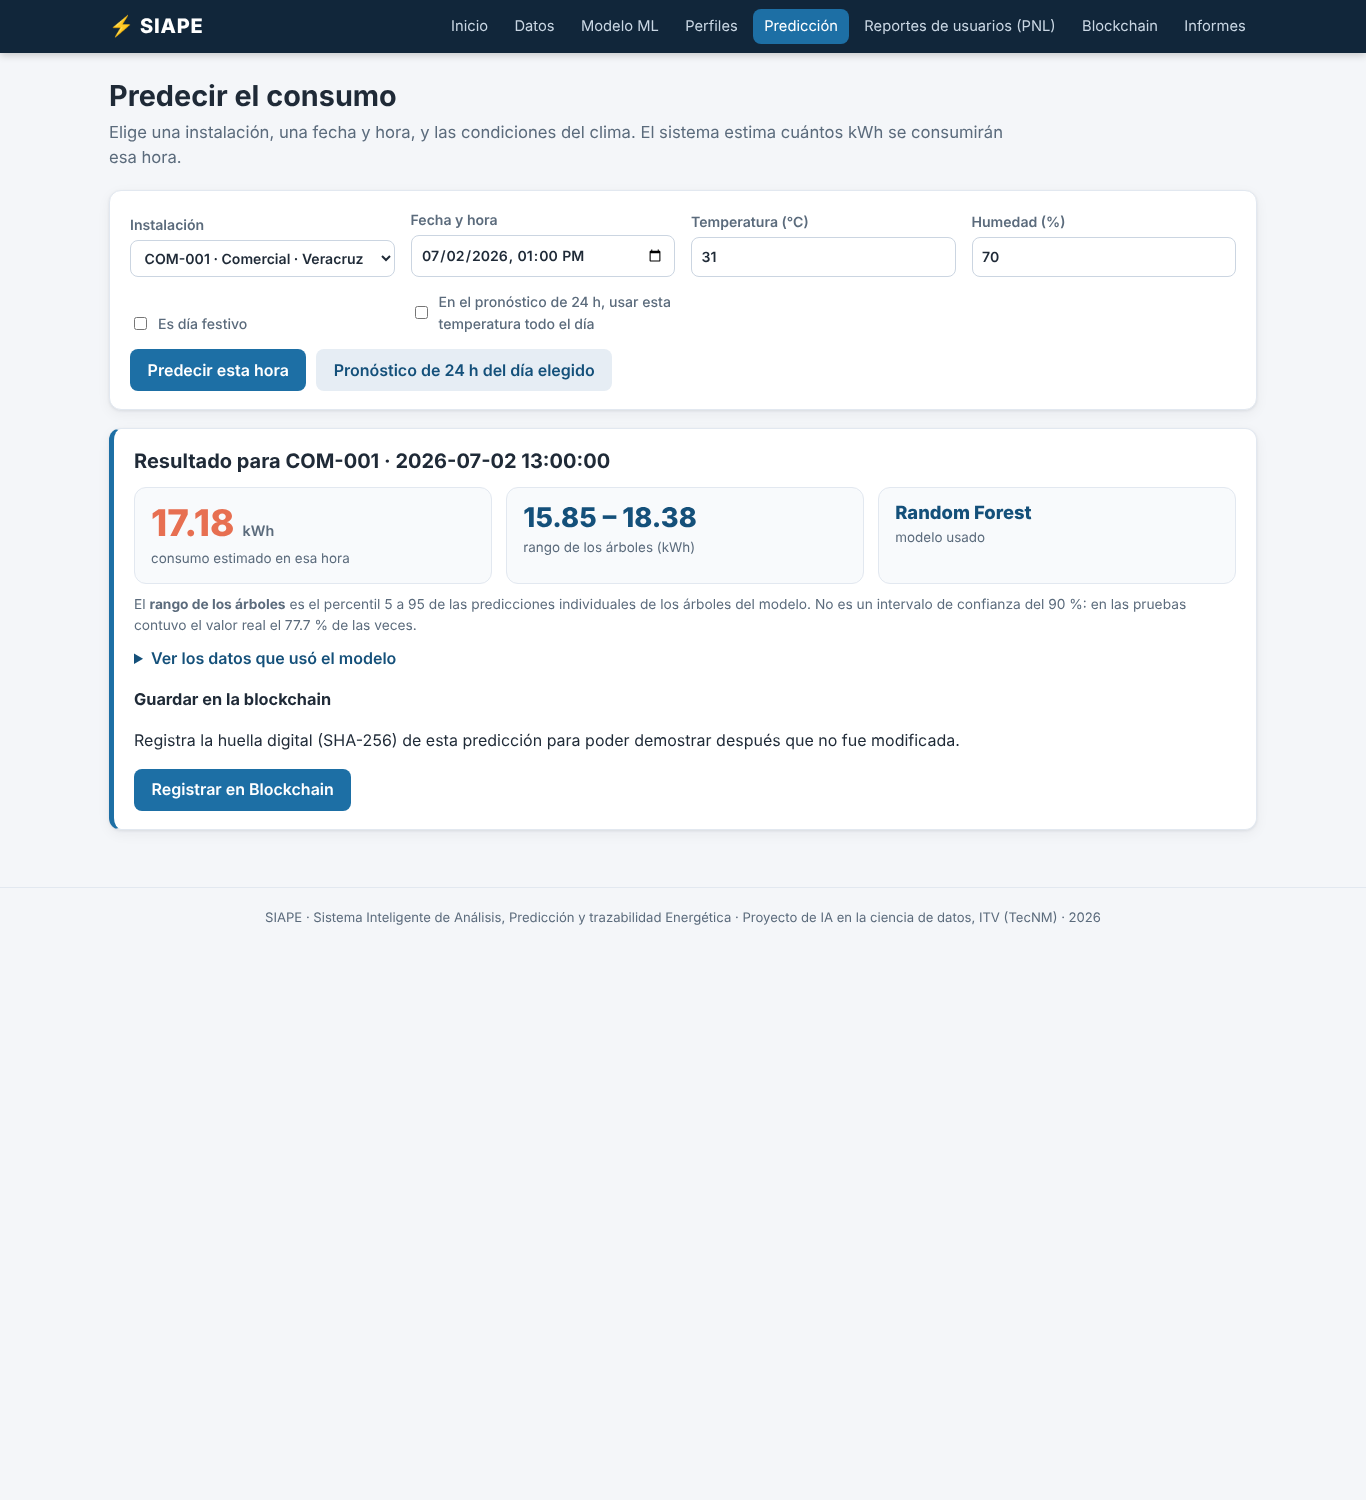 ⚡ SIAPE
Inicio Datos Modelo ML Perfiles Predicción Reportes de usuarios (PNL) Blockchain Informes
Predecir el consumo
Elige una instalación, una fecha y hora, y las condiciones del clima. El sistema estima cuántos kWh se consumirán
esa hora.
Instalación
COM-001 · Comercial · Veracruz
Fecha y hora
07/02/2026, 01:00 PM
Temperatura (°C)
31
Humedad (%)
70
Es día festivo
En el pronóstico de 24 h, usar esta
temperatura todo el día
Predecir esta hora
Pronóstico de 24 h del día elegido
Resultado para COM-001 · 2026-07-02 13:00:00
17.18 kWh
consumo estimado en esa hora
15.85 – 18.38
rango de los árboles (kWh)
Random Forest
modelo usado
El rango de los árboles es el percentil 5 a 95 de las predicciones individuales de los árboles del modelo. No es un intervalo de confianza del 90 %: en las pruebas
contuvo el valor real el 77.7 % de las veces.
Ver los datos que usó el modelo
Guardar en la blockchain
Registra la huella digital (SHA-256) de esta predicción para poder demostrar después que no fue modificada.
Registrar en Blockchain
SIAPE · Sistema Inteligente de Análisis, Predicción y trazabilidad Energética · Proyecto de IA en la ciencia de datos, ITV (TecNM) · 2026